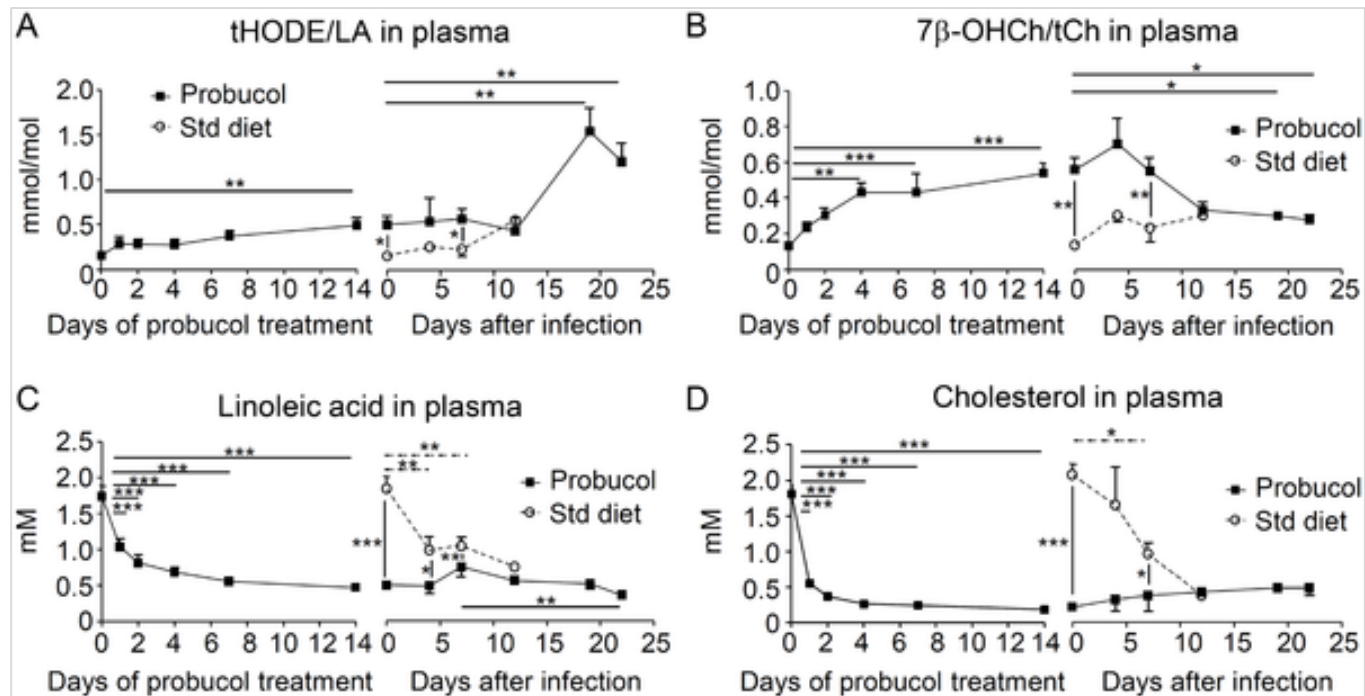 A
tHODE/LA in plasma
mmol/mol
2.0
1.5
1.0
0.5
0
Probucol
Std diet
**
**
**
*
*
0 2 4 6 8 10 12 14
0 5 10 15 20 25
Days of probucol treatment
Days after infection
B
7β-OHCh/tCh in plasma
mmol/mol
1.0
0.8
0.6
0.4
0.2
0
***
***
**
*
*
**
**
Probucol
Std diet
0 2 4 6 8 10 12 14
0 5 10 15 20 25
Days of probucol treatment
Days after infection
C
Linoleic acid in plasma
mM
2.5
2.0
1.5
1.0
0.5
0
***
***
***
***
***
**
**
***
*
**
**
Probucol
Std diet
0 2 4 6 8 10 12 14
0 5 10 15 20 25
Days of probucol treatment
Days after infection
D
Cholesterol in plasma
mM
2.5
2.0
1.5
1.0
0.5
0
***
***
***
***
***
*
***
*
Probucol
Std diet
0 2 4 6 8 10 12 14
0 5 10 15 20 25
Days of probucol treatment
Days after infection